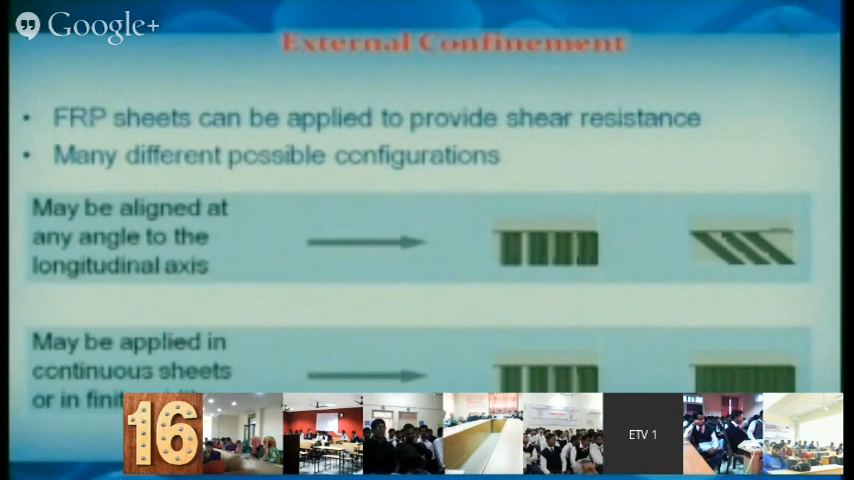 Google+
External Confinement
• FRP sheets can be applied to provide shear resistance
• Many different possible configurations
May be aligned at
any angle to the
longitudinal axis
May be applied in
continuous sheets
or in
16
ETV 1